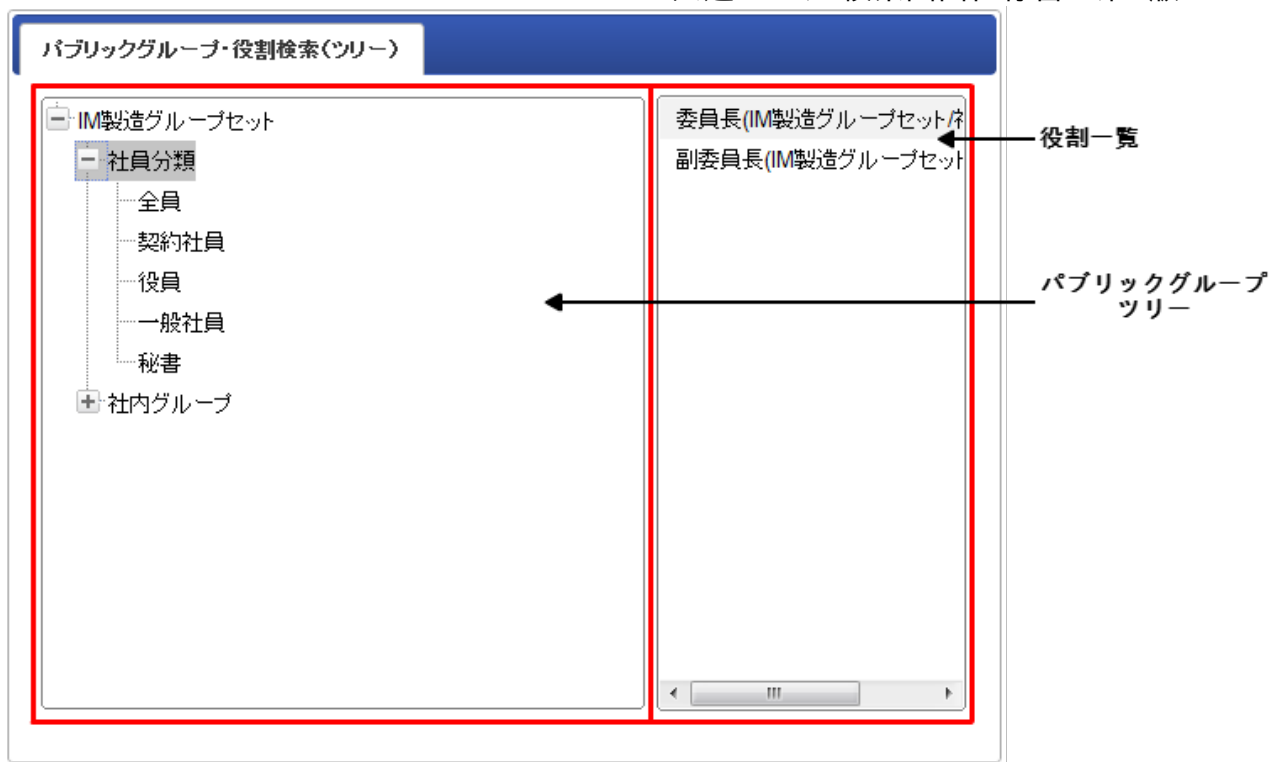 パブリックグループ・役割検索(ツリー)
IM製造グループセット
社員分類
全員
契約社員
役員
一般社員
秘書
社内グループ
委員長(IM製造グループセット/
副委員長(IM製造グループセット
役割一覧
パブリックグループ
ツリー